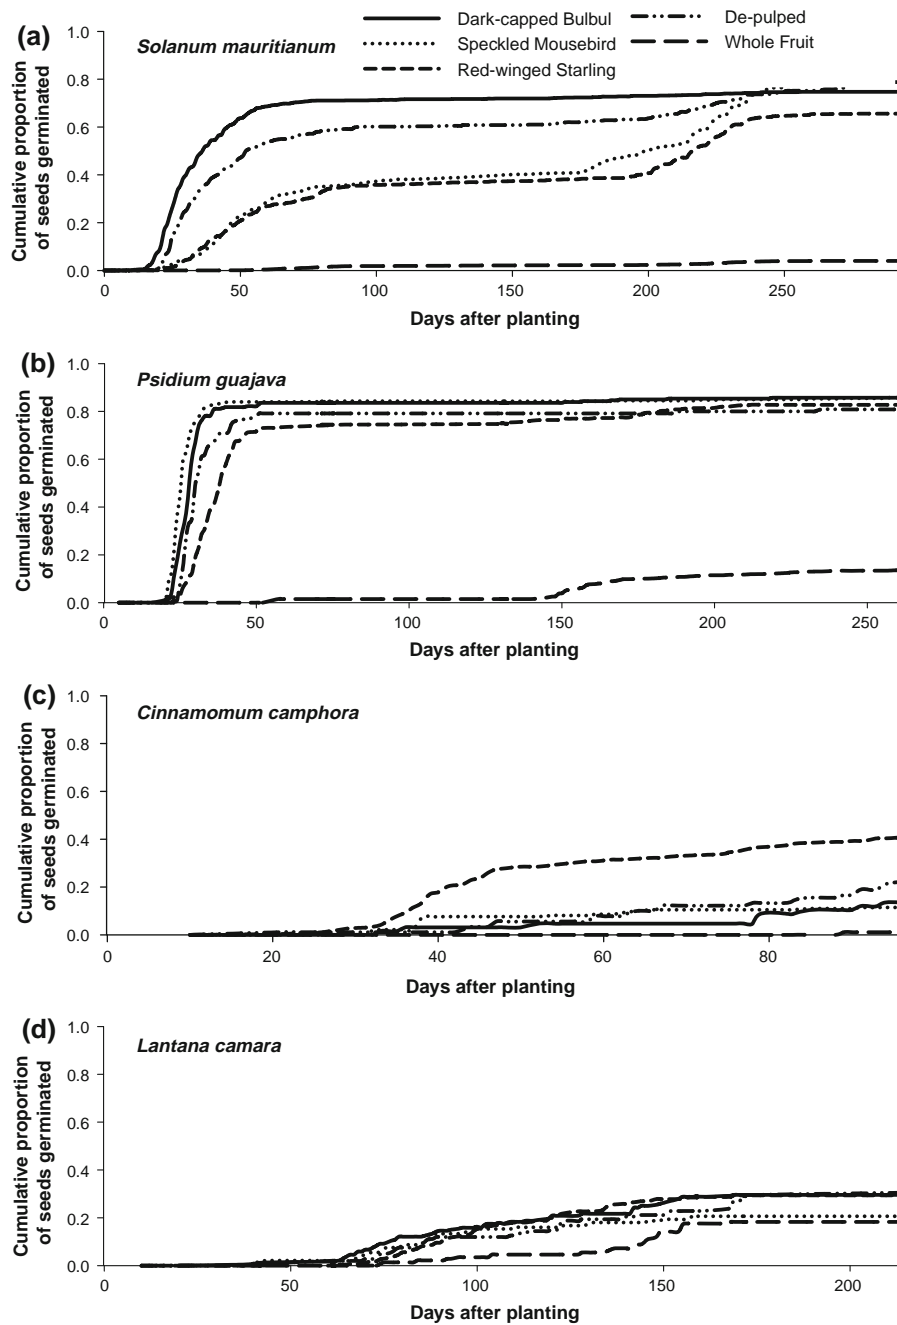 Dark-capped Bulbul
De-pulped
Speckled Mousebird
Whole Fruit
Red-winged Starling
(a)
Solanum mauritianum
Cumulative proportion
of seeds germinated
1.0
0.8
0.6
0.4
0.2
0.0
0 50 100 150 200 250
Days after planting
(b)
Psidium guajava
Cumulative proportion
of seeds germinated
1.0
0.8
0.6
0.4
0.2
0.0
0 50 100 150 200 250
Days after planting
(c)
Cinnamomum camphora
Cumulative proportion
of seeds germinated
1.0
0.8
0.6
0.4
0.2
0.0
0 20 40 60 80
Days after planting
(d)
Lantana camara
Cumulative proportion
of seeds germinated
1.0
0.8
0.6
0.4
0.2
0.0
0 50 100 150 200
Days after planting